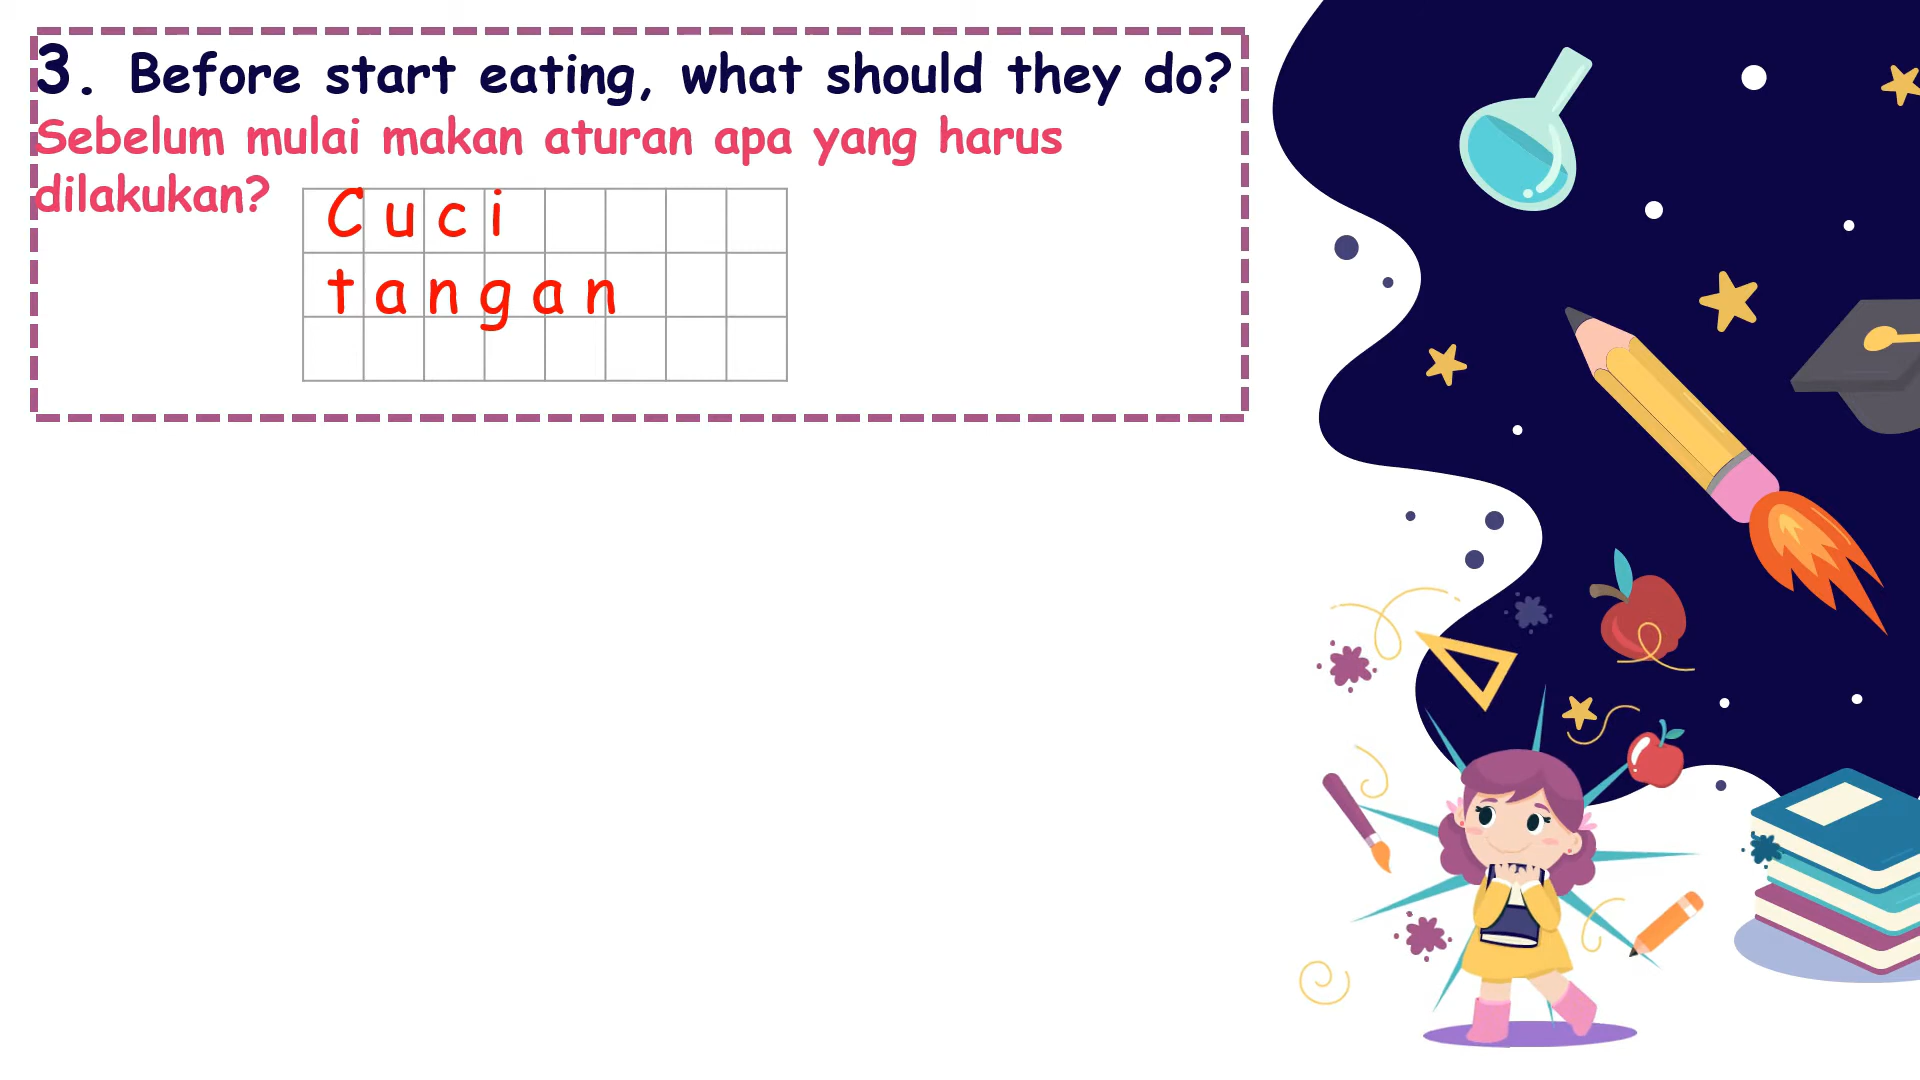 3. Before start eating, what should they do?
Sebelum mulai makan aturan apa yang harus
dilakukan?
Cuci
tangan